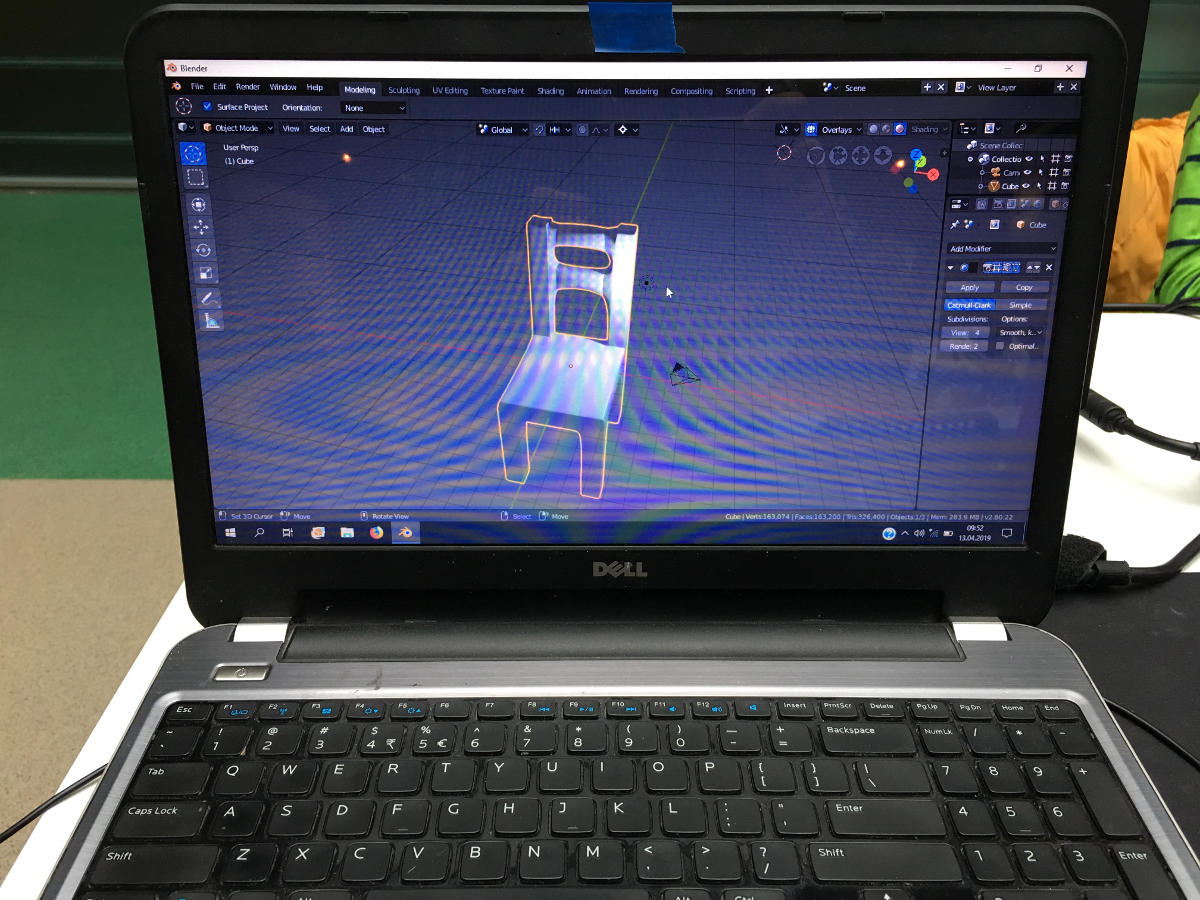 Blender
File Edit Render Window Help Modeling Sculpting UV Editing Texture Paint Shading Animation Rendering Compositing Scripting + Scene View Layer
Surface Project Orientation: None
Object Mode View Select Add Object Global Overlays Shading
User Persp
(1) Cube
Z
X
Scene Collec
Collectio
Cam
Cube
Cube
Add Modifier
Apply Copy
Catmull-Clark Simple
Subdivisions: Options:
View: 4 Smooth, k..
Rende: 2 Optimal..
Set 3D Cursor Move Rotate View Select Move Cube | Verts:163,074 | Faces:163,200 | Tris:326,400 | Objects:1/3 | Mem: 283.9 MB | v2.80.22
09:52
13.04.2019
DELL
Esc F1 F2 F3 F4 F5 F6 F7 F8 F9 F10 F11 F12 Insert PrntScr Delete PgUp PgDn Home End
~ ! @ # $ % ^ & * ( ) — +
` 1 2 3 4 ₹ 5 € 6 7 8 9 0 - = Backspace NumLk / * -
Tab Q W E R T Y U I O P { [ } ] | \ 7 8 9 +
Caps Lock A S D F G H J K L : ; " ' Enter 4 5 6
Shift Z X C V B N M < , > . ? / Shift 1 2 3 Enter
Alt Ctrl